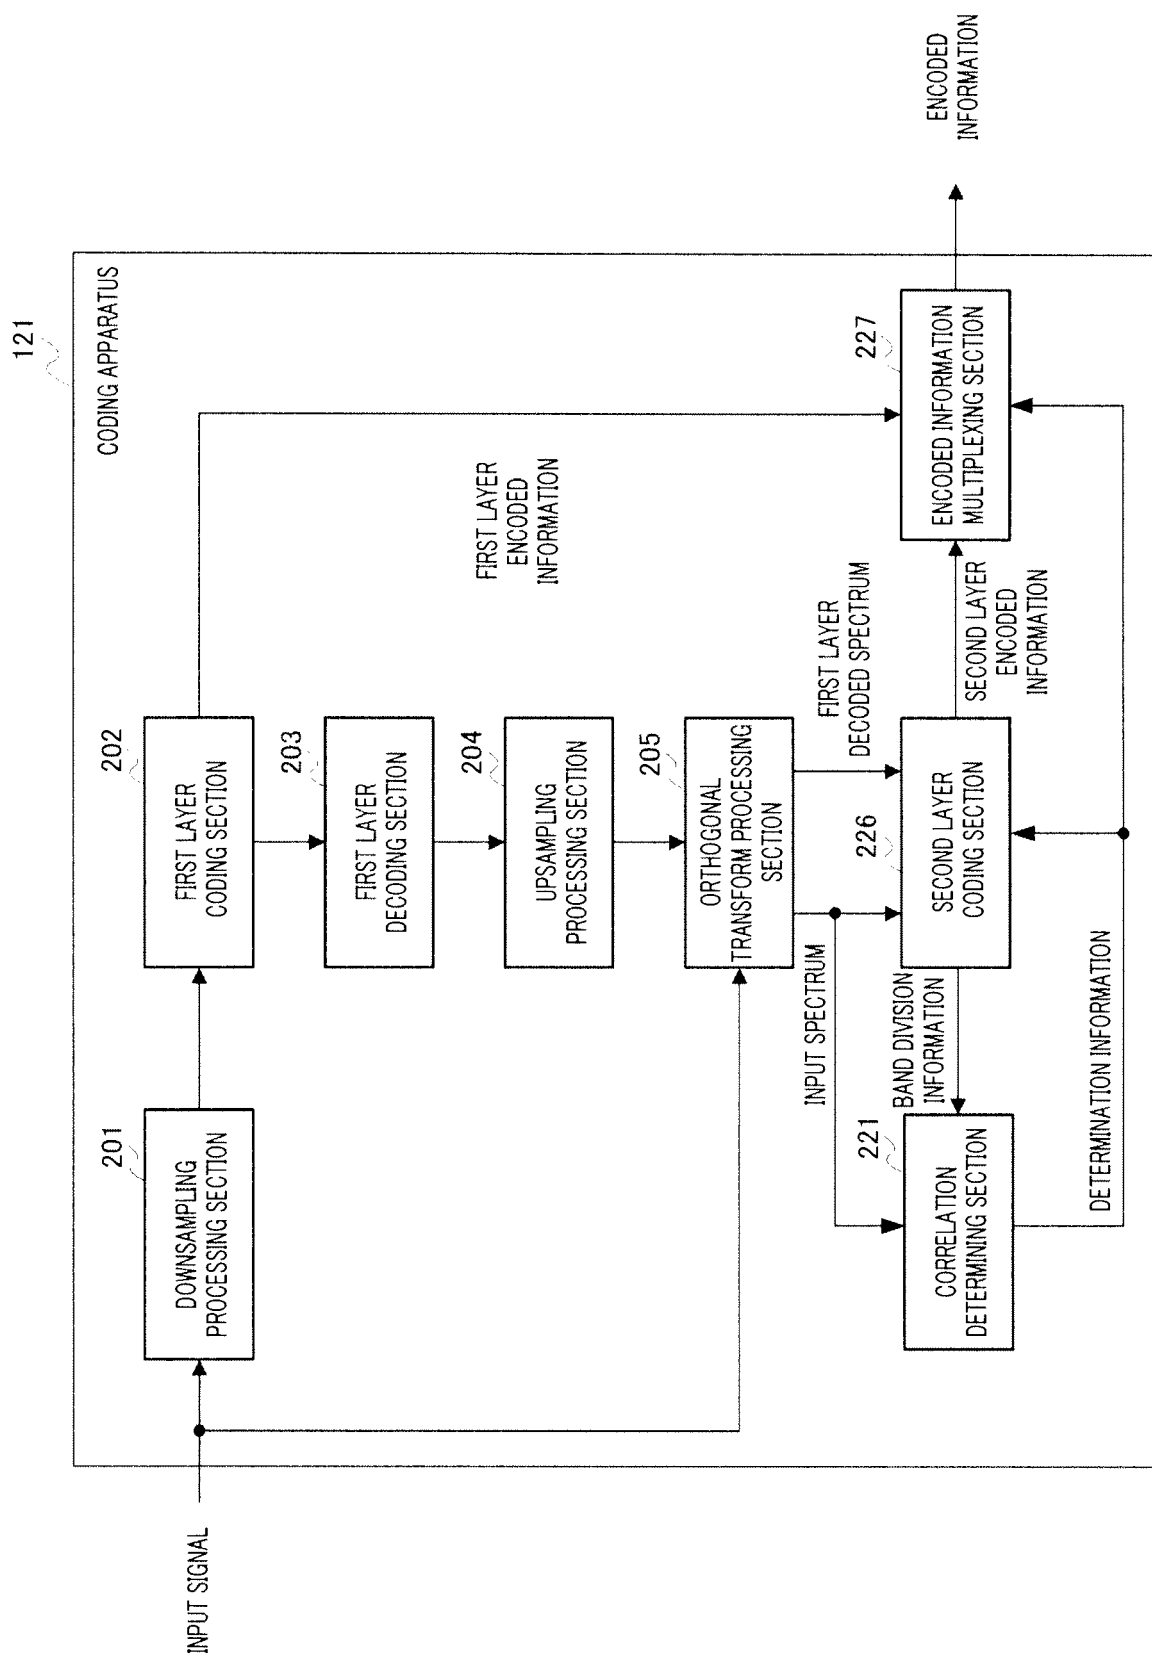 121
CODING APPARATUS
INPUT SIGNAL
201
DOWNSAMPLING
PROCESSING SECTION
202
FIRST LAYER
CODING SECTION
203
FIRST LAYER
DECODING SECTION
204
UPSAMPLING
PROCESSING SECTION
205
ORTHOGONAL
TRANSFORM PROCESSING
SECTION
FIRST LAYER
ENCODED
INFORMATION
INPUT SPECTRUM
FIRST LAYER
DECODED SPECTRUM
221
CORRELATION
DETERMINING SECTION
BAND DIVISION
INFORMATION
226
SECOND LAYER
CODING SECTION
SECOND LAYER
ENCODED
INFORMATION
227
ENCODED INFORMATION
MULTIPLEXING SECTION
ENCODED
INFORMATION
DETERMINATION INFORMATION